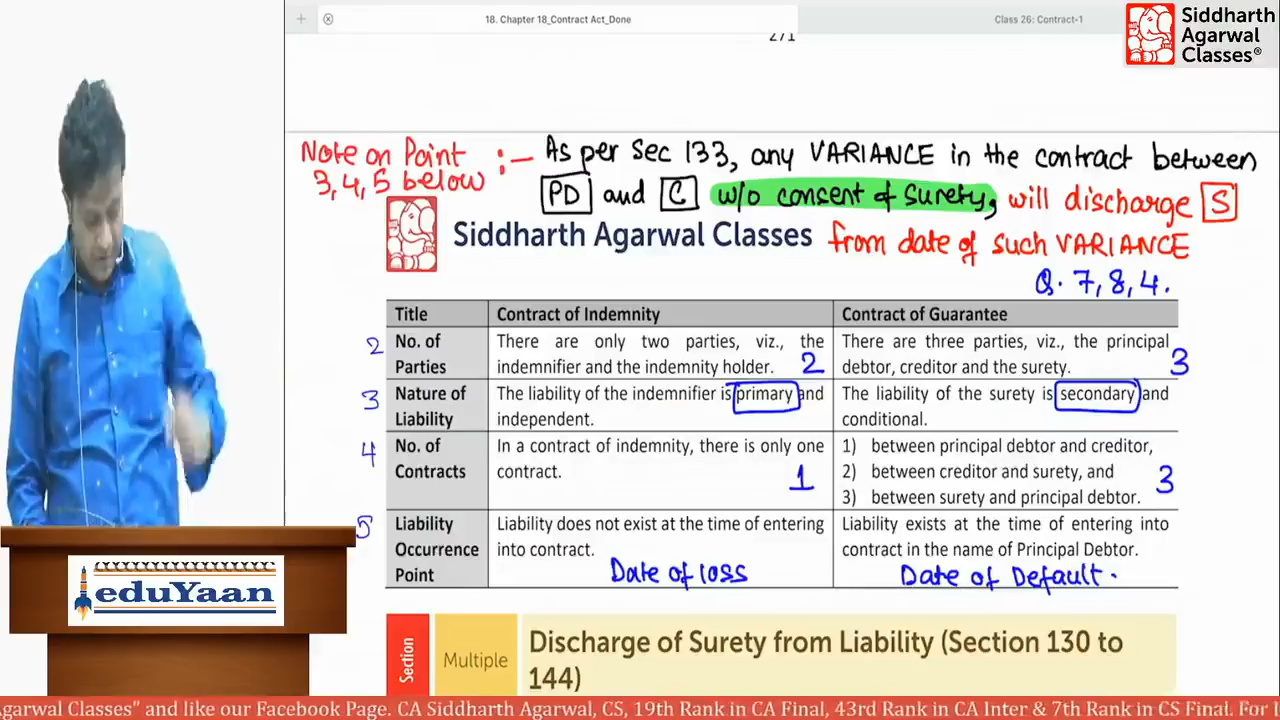 18. Chapter 18_Contract Act_Done
Class 26: Contract-1
Siddharth
Agarwal
Classes®
271
Note on Point :- As per Sec 133, any VARIANCE in the contract between
3, 4, 5 below PD and C w/o consent of Surety, will discharge S
Siddharth Agarwal Classes from date of such VARIANCE
Q. 7, 8, 4.
Title Contract of Indemnity Contract of Guarantee
2 No. of There are only two parties, viz., the There are three parties, viz., the principal
Parties indemnifier and the indemnity holder. 2 debtor, creditor and the surety. 3
3 Nature of The liability of the indemnifier is primary and The liability of the surety is secondary and
Liability independent. conditional.
4 No. of In a contract of indemnity, there is only one 1) between principal debtor and creditor,
Contracts contract. 1 2) between creditor and surety, and
3) between surety and principal debtor. 3
5 Liability Liability does not exist at the time of entering Liability exists at the time of entering into
Occurrence into contract. contract in the name of Principal Debtor.
Point Date of loss Date of Default.
Section Multiple Discharge of Surety from Liability (Section 130 to
144)
eduYaan
Agarwal Classes" and like our Facebook Page. CA Siddharth Agarwal, CS, 19th Rank in CA Final, 43rd Rank in CA Inter & 7th Rank in CS Final. For